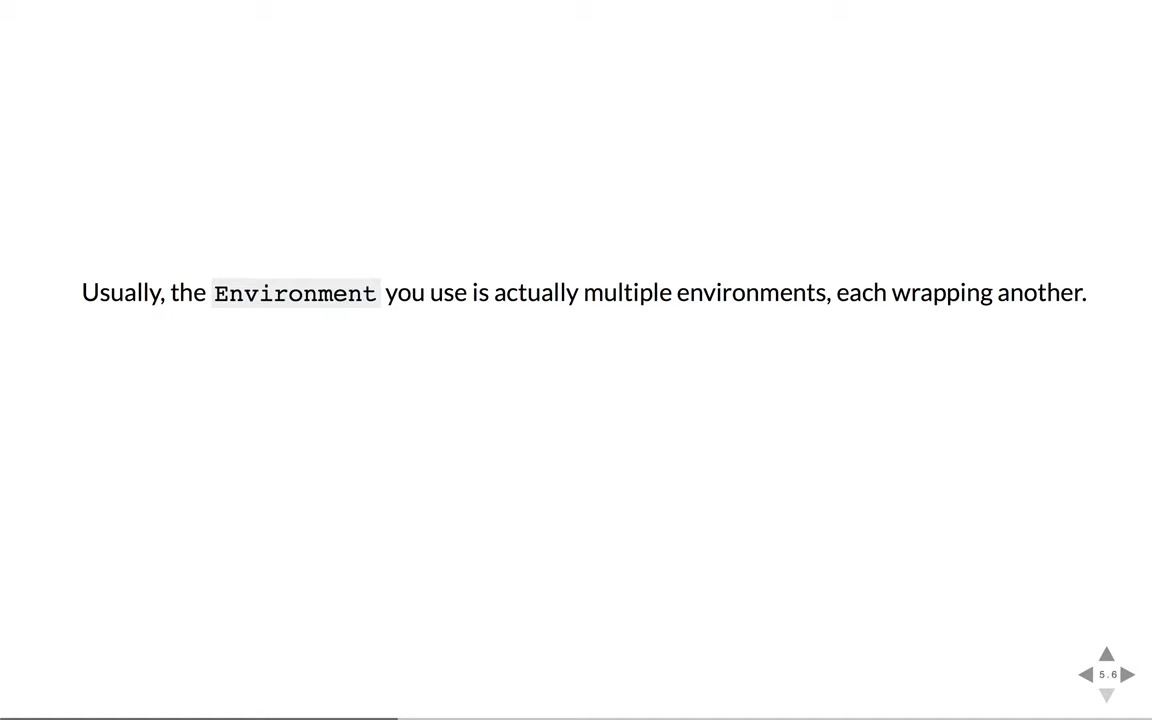 Usually, the Environment you use is actually multiple environments, each wrapping another.
5.6